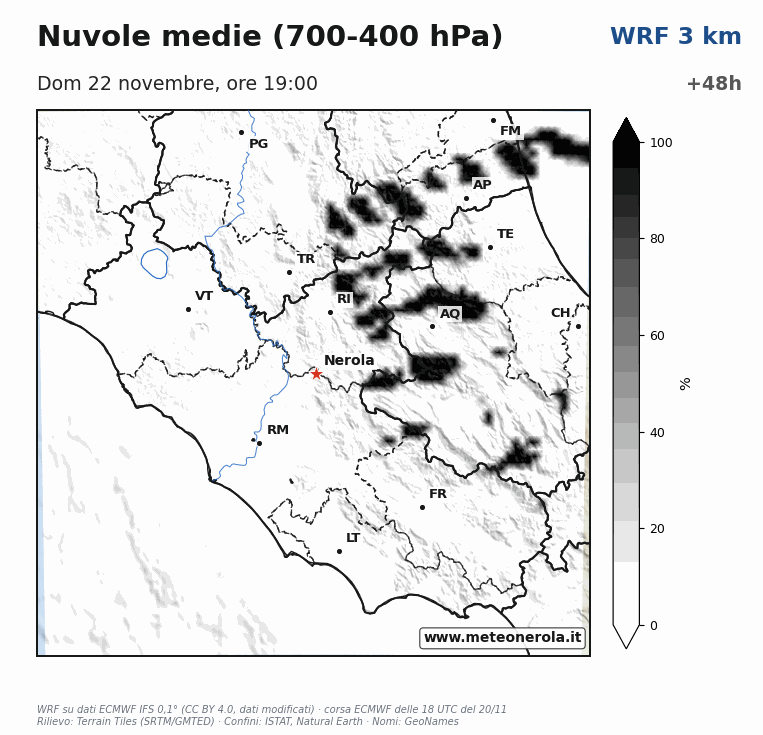 Nuvole medie (700-400 hPa)
WRF 3 km
Dom 22 novembre, ore 19:00
+48h
FM
PG
AP
TE
TR
VT
RI
AQ
CH
Nerola
RM
FR
LT
www.meteonerola.it
100
80
60
40
20
0
%
WRF su dati ECMWF IFS 0,1° (CC BY 4.0, dati modificati) · corsa ECMWF delle 18 UTC del 20/11
Rilievo: Terrain Tiles (SRTM/GMTED) · Confini: ISTAT, Natural Earth · Nomi: GeoNames